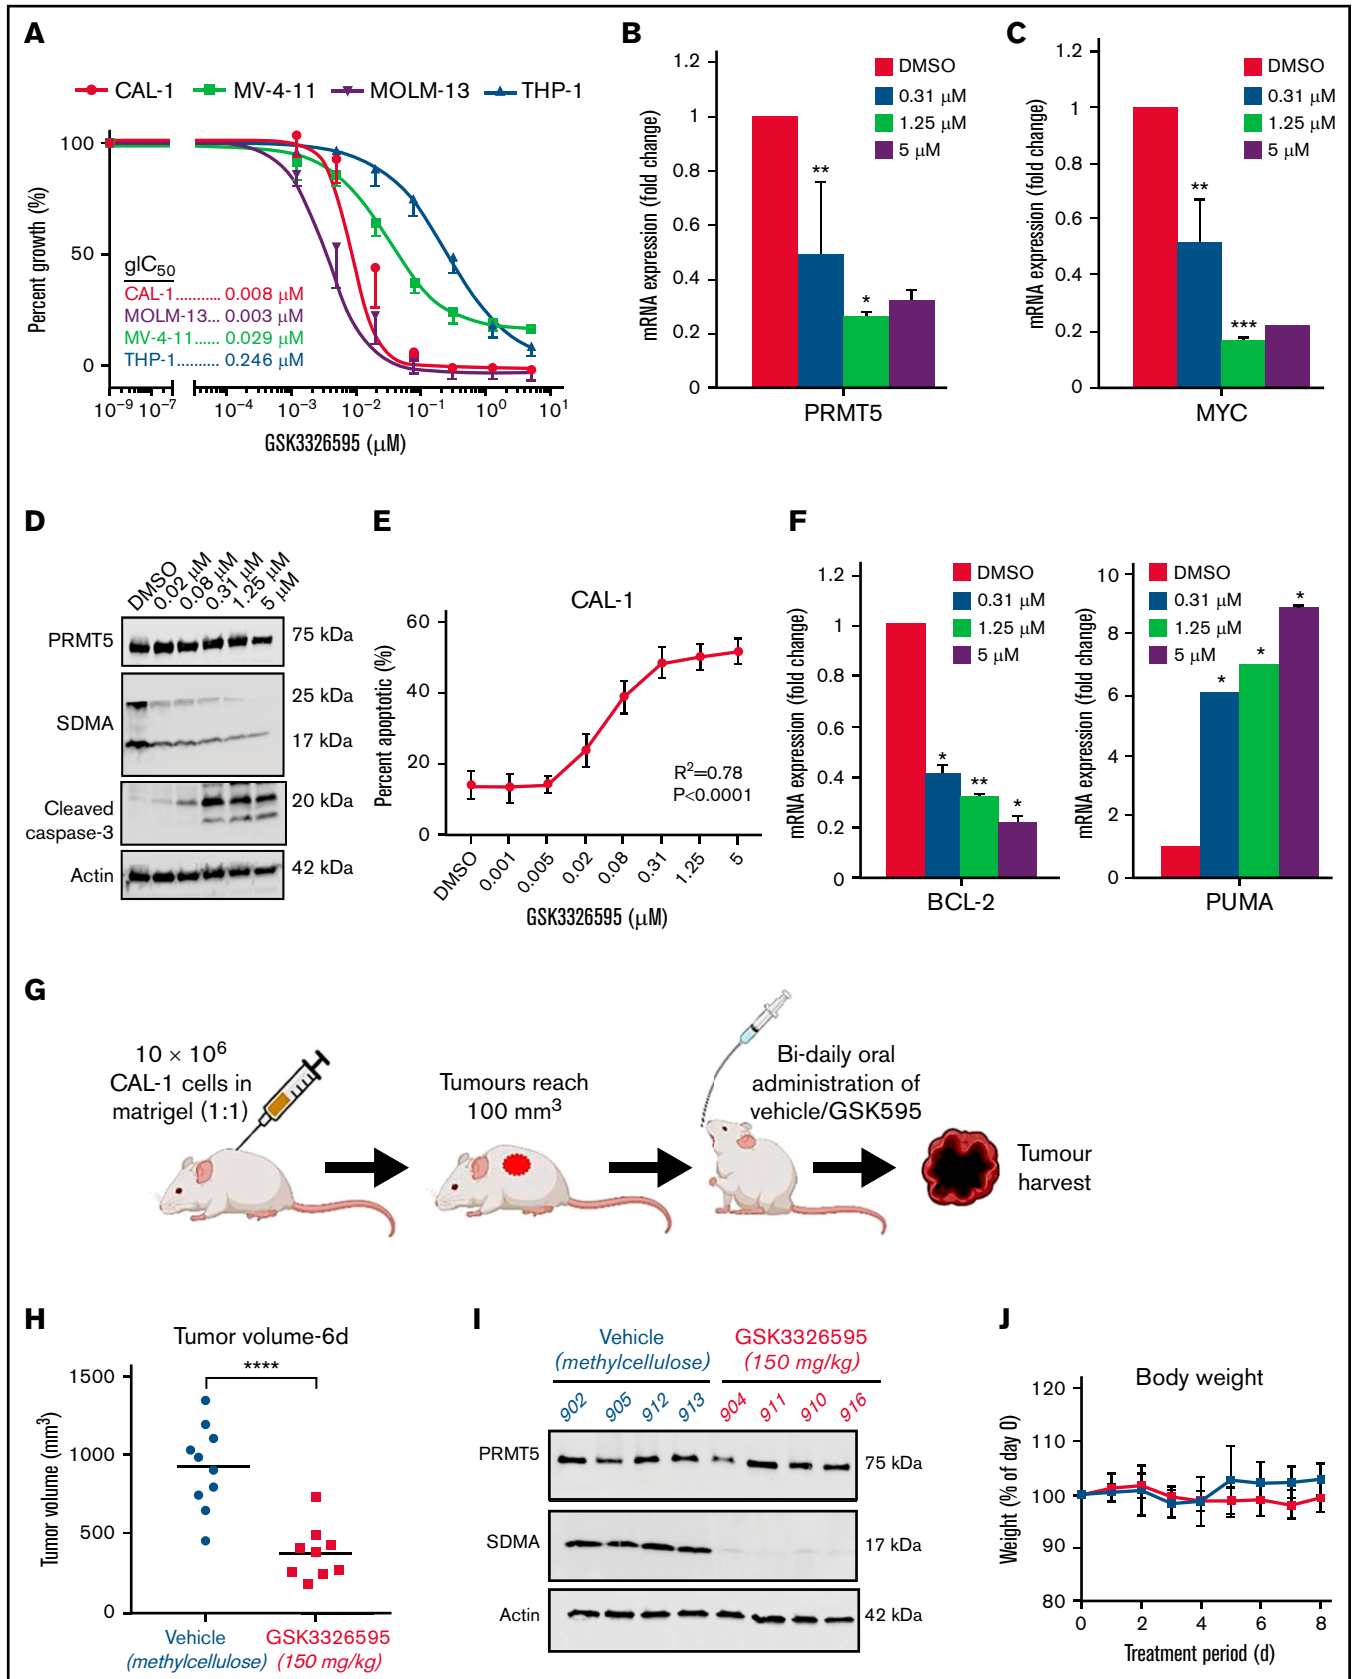 A
CAL-1
MV-4-11
MOLM-13
THP-1
Percent growth (%)
100
50
0
gIC50
CAL-1........... 0.008 μM
MOLM-13... 0.003 μM
MV-4-11...... 0.029 μM
THP-1.......... 0.246 μM
10⁻⁹ 10⁻⁷ 10⁻⁴ 10⁻³ 10⁻² 10⁻¹ 10⁰ 10¹
GSK3326595 (μM)
B
mRNA expression (fold change)
1.2
1
0.8
0.6
0.4
0.2
0
DMSO
0.31 μM
1.25 μM
5 μM
**
*
PRMT5
C
mRNA expression (fold change)
1.2
1
0.8
0.6
0.4
0.2
0
DMSO
0.31 μM
1.25 μM
5 μM
**
***
MYC
D
DMSO
0.02 μM
0.08 μM
0.31 μM
1.25 μM
5 μM
PRMT5
75 kDa
SDMA
25 kDa
17 kDa
Cleaved
caspase-3
20 kDa
Actin
42 kDa
E
CAL-1
Percent apoptotic (%)
60
40
20
0
R²=0.78
P<0.0001
DMSO
0.001
0.005
0.02
0.08
0.31
1.25
5
GSK3326595 (μM)
F
mRNA expression (fold change)
1.2
1
0.8
0.6
0.4
0.2
0
DMSO
0.31 μM
1.25 μM
5 μM
*
**
*
BCL-2
mRNA expression (fold change)
10
8
6
4
2
0
DMSO
0.31 μM
1.25 μM
5 μM
*
*
*
PUMA
G
10 × 10⁶
CAL-1 cells in
matrigel (1:1)
Tumours reach
100 mm³
Bi-daily oral
administration of
vehicle/GSK595
Tumour
harvest
H
Tumor volume-6d
Tumor volume (mm³)
1500
1000
500
0
****
Vehicle
(methylcellulose)
GSK3326595
(150 mg/kg)
I
Vehicle
(methylcellulose)
GSK3326595
(150 mg/kg)
902 905 912 913 904 911 910 916
PRMT5
75 kDa
SDMA
17 kDa
Actin
42 kDa
J
Body weight
Weight (% of day 0)
120
110
100
90
80
0 2 4 6 8
Treatment period (d)